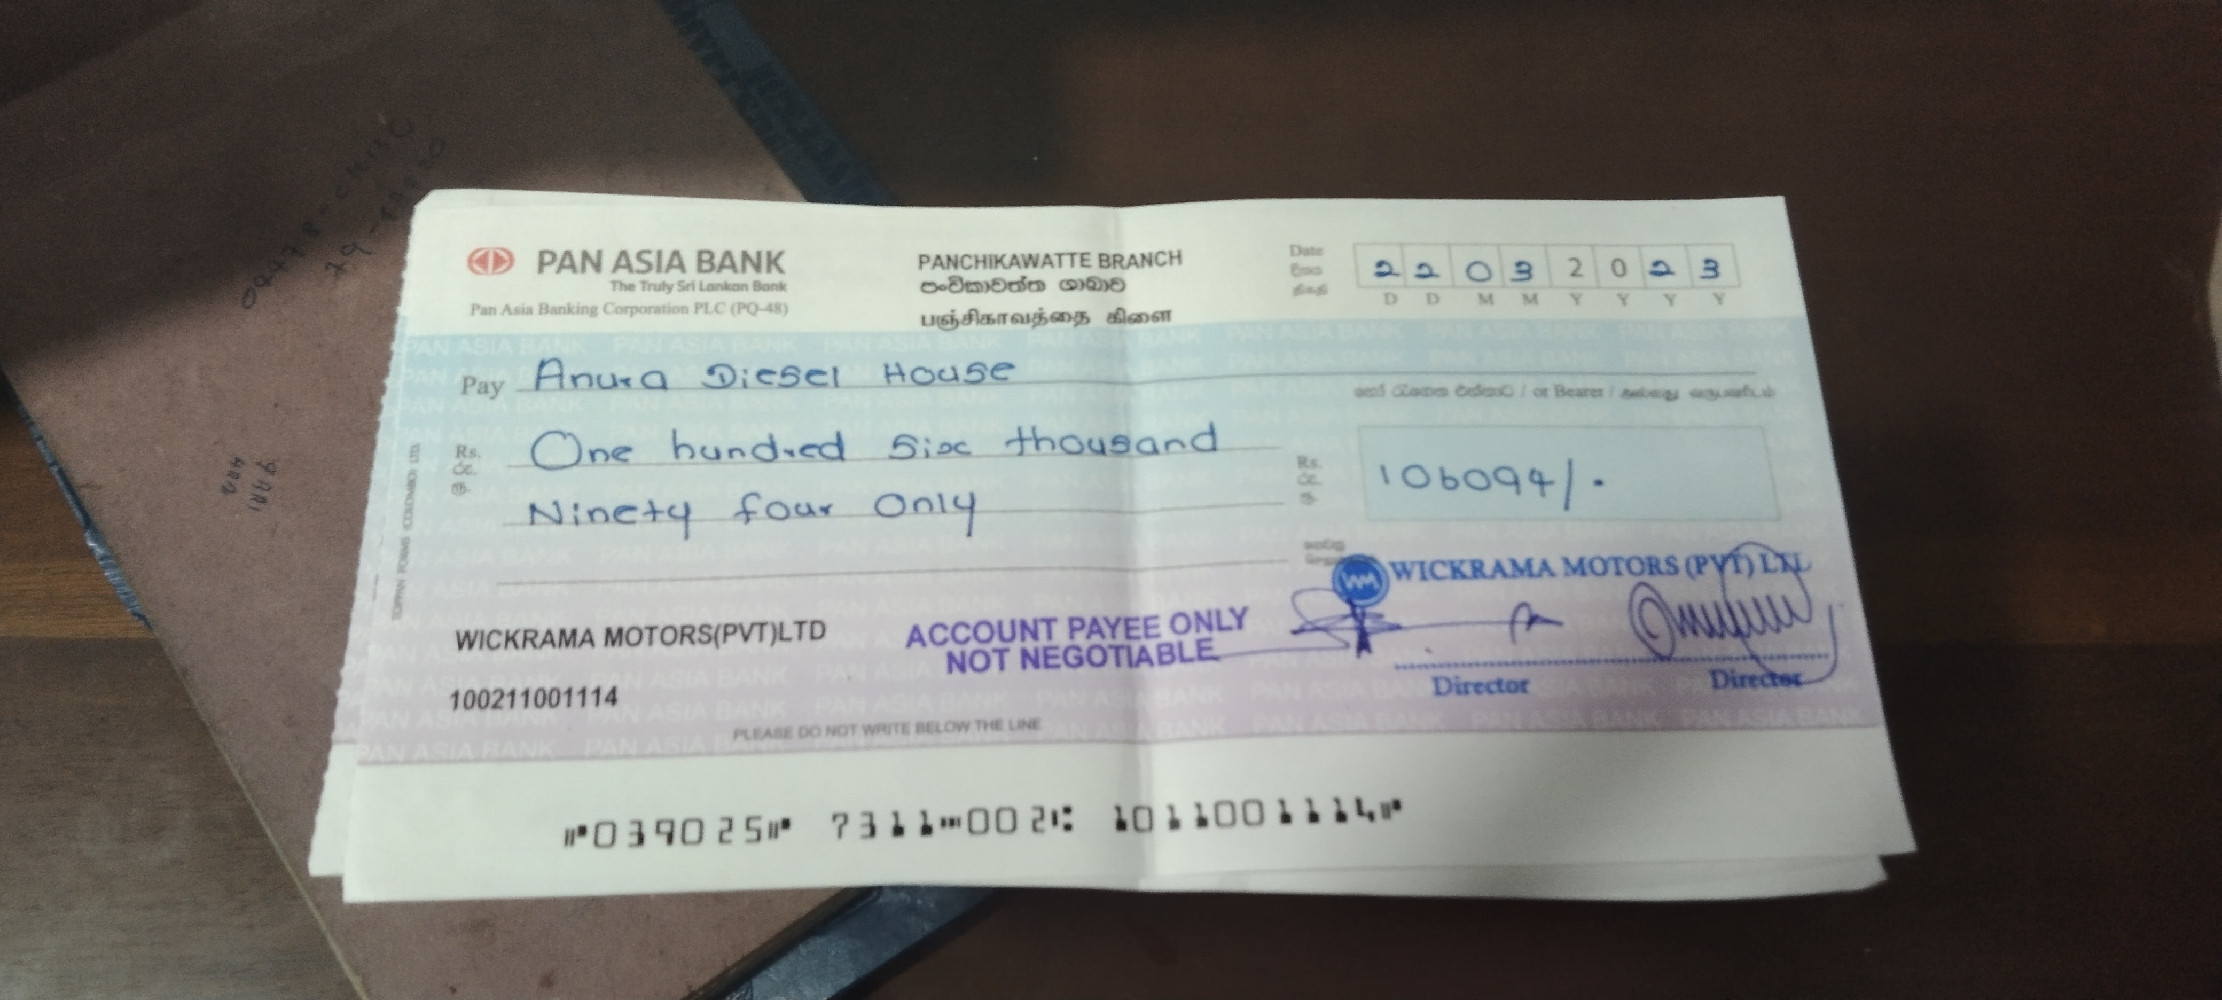 PAN ASIA BANK
The Truly Sri Lankan Bank
Pan Asia Banking Corporation PLC (PQ-48)
PANCHIKAWATTE BRANCH
පංචිකාවත්ත ශාඛාව
பஞ்சிகாவத்தை கிளை
Date
22032023
D D M M Y Y Y Y
Pay Anura Diesel House
/ or Bearer /
Rs. One hundred Six thousand
Ninety four Only
Rs. 106094/.
WICKRAMA MOTORS (PVT) LTD
WICKRAMA MOTORS(PVT)LTD
ACCOUNT PAYEE ONLY
NOT NEGOTIABLE
Director Director
100211001114
PLEASE DO NOT WRITE BELOW THE LINE
⑈039025⑈ 7311⑉002⑆ 1011001114⑈